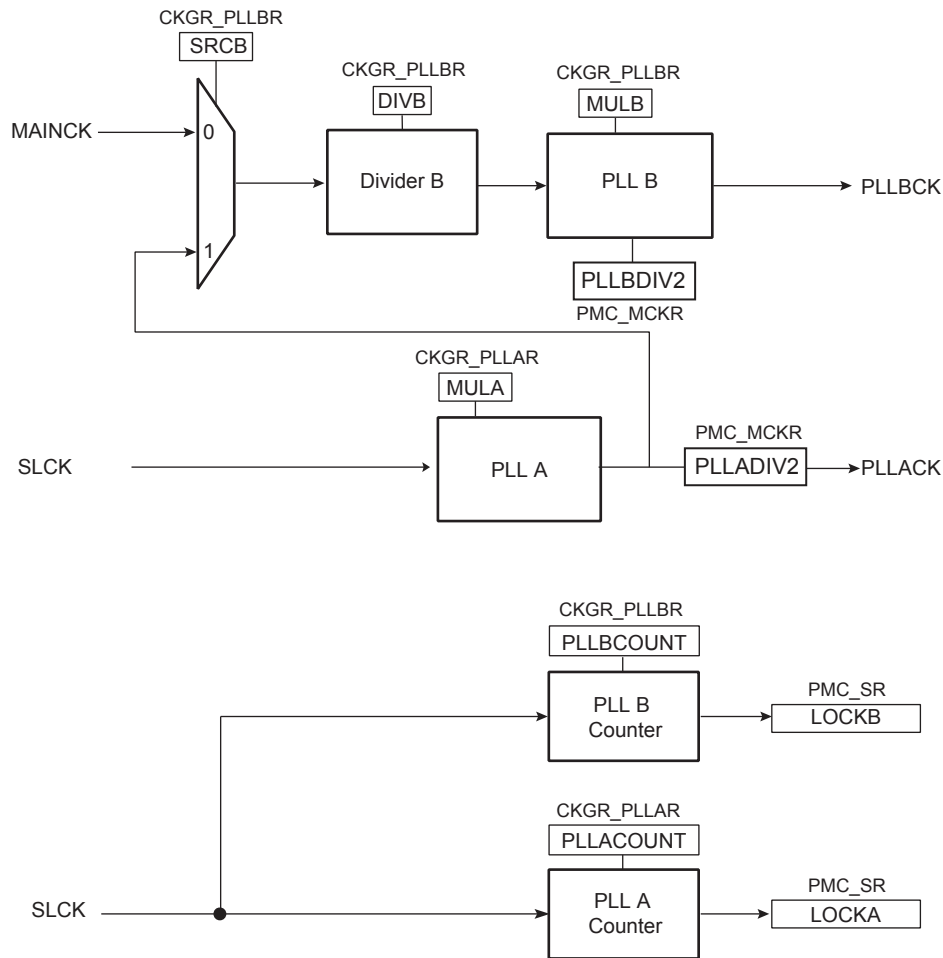 CKGR_PLLBR
SRCB
MAINCK
0
1
CKGR_PLLBR
DIVB
Divider B
CKGR_PLLBR
MULB
PLL B
PLLBCK
PLLBDIV2
PMC_MCKR
CKGR_PLLAR
MULA
SLCK
PLL A
PMC_MCKR
PLLADIV2
PLLACK
CKGR_PLLBR
PLLBCOUNT
PLL B
Counter
PMC_SR
LOCKB
CKGR_PLLAR
PLLACOUNT
SLCK
PLL A
Counter
PMC_SR
LOCKA